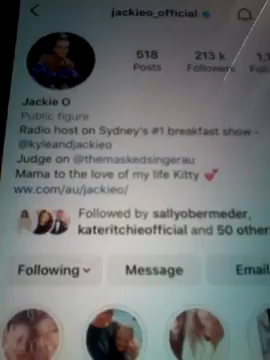 jackieo_official
518
213 k
Posts
Followers
Jackie O
Public figure
Radio host on Sydney's #1 breakfast show -
@kyleandjackieo
Judge on @themaskedsingerau
Mama to the love of my life Kitty
ww.com/au/jackieo/
Followed by sallyobermeder,
kateritchieofficial and 50 other
Following
Message
Email